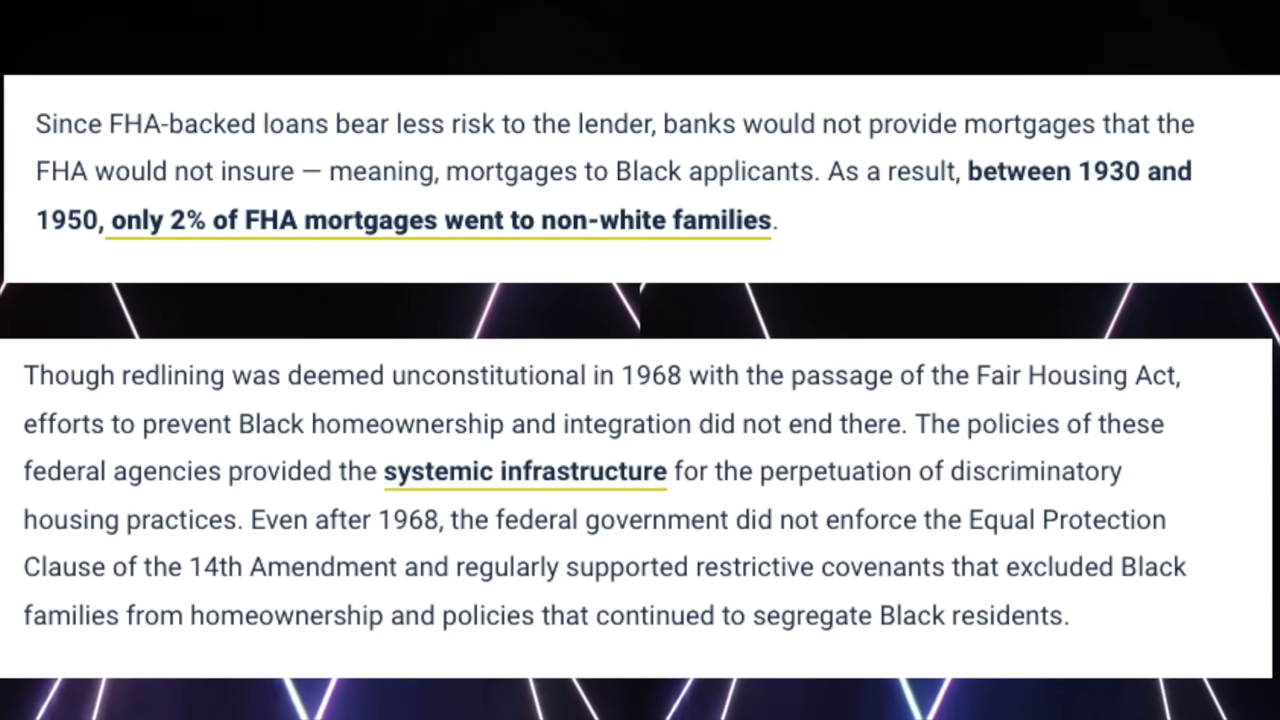 Since FHA-backed loans bear less risk to the lender, banks would not provide mortgages that the
FHA would not insure — meaning, mortgages to Black applicants. As a result, between 1930 and
1950, only 2% of FHA mortgages went to non-white families.
Though redlining was deemed unconstitutional in 1968 with the passage of the Fair Housing Act,
efforts to prevent Black homeownership and integration did not end there. The policies of these
federal agencies provided the systemic infrastructure for the perpetuation of discriminatory
housing practices. Even after 1968, the federal government did not enforce the Equal Protection
Clause of the 14th Amendment and regularly supported restrictive covenants that excluded Black
families from homeownership and policies that continued to segregate Black residents.